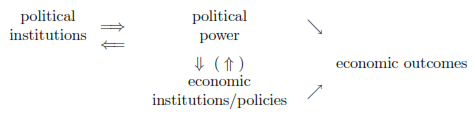 political political
institutions ⟹ power ↘
⟸
⇓ (⇑) economic outcomes
economic
institutions/policies ↗